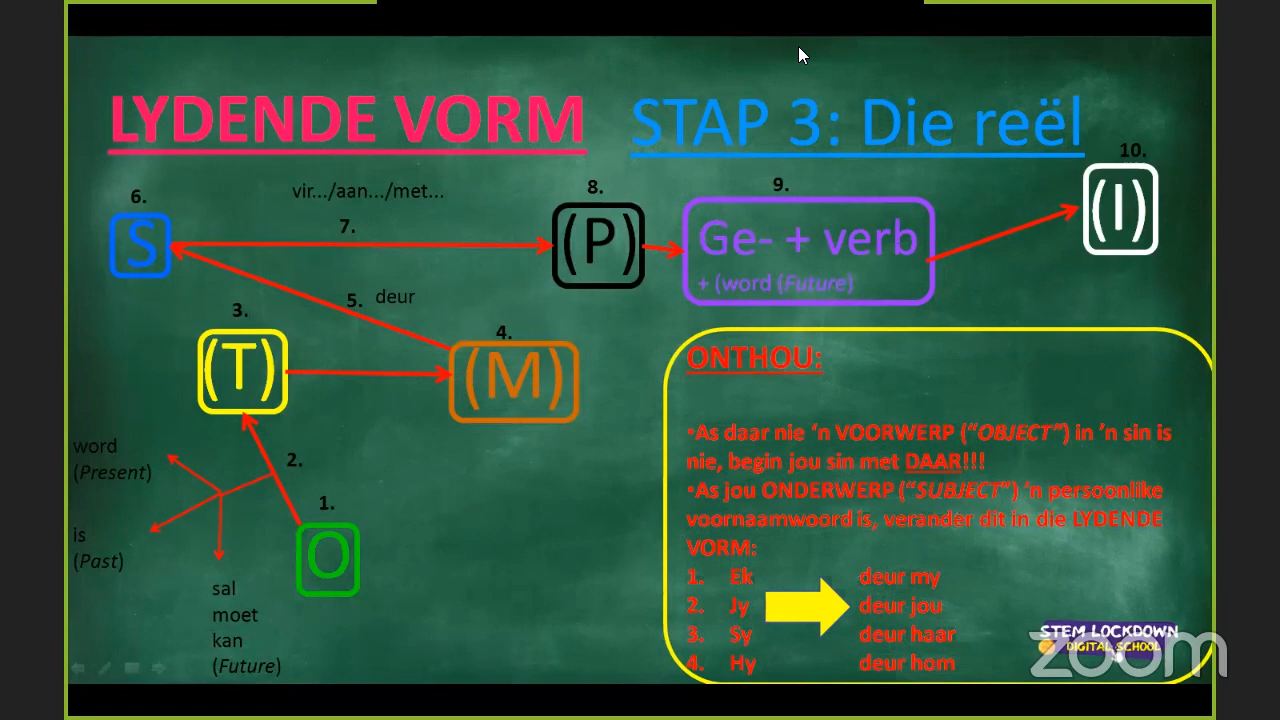 LYDENDE VORM
STAP 3: Die reël
10.
6.
vir.../aan.../met...
8.
9.
7.
S
(P)
Ge- + verb
+ (word (Future)
(I)
5. deur
3.
4.
(T)
(M)
word
(Present)
2.
1.
is
(Past)
O
sal
moet
kan
(Future)
ONTHOU:
•As daar nie ‘n VOORWERP (“OBJECT”) in ’n sin is
nie, begin jou sin met DAAR!!!
•As jou ONDERWERP (“SUBJECT”) ’n persoonlike
voornaamwoord is, verander dit in die LYDENDE
VORM:
1. Ek deur my
2. Jy deur jou
3. Sy deur haar
4. Hy deur hom
STEM LOCKDOWN
DIGITAL SCHOOL
zoom